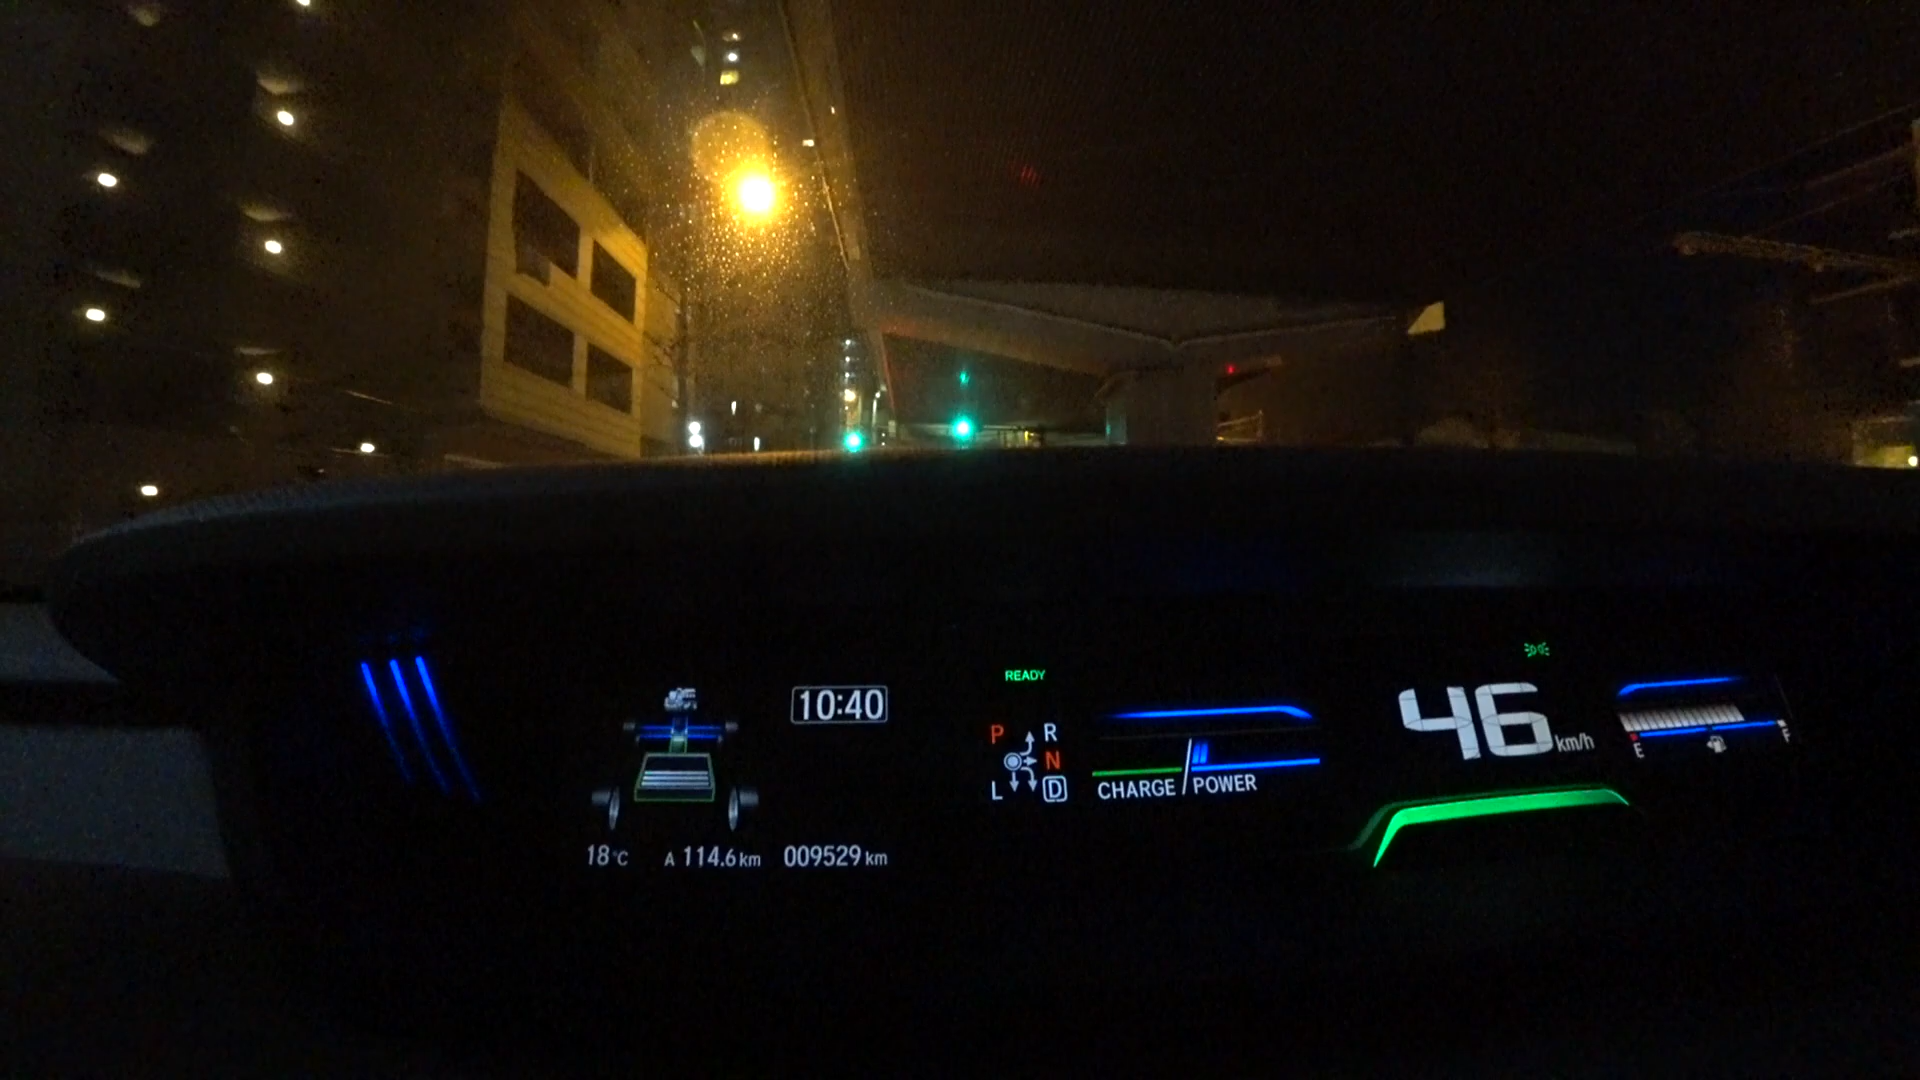 10:40
18°C A 114.6 km 009529 km
READY
P R
N
L D
CHARGE POWER
46 km/h
E F